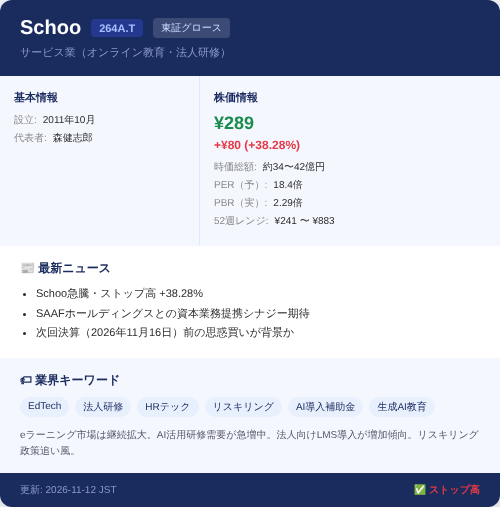 Schoo 264A.T 東証グロース
サービス業（オンライン教育・法人研修）
基本情報
設立: 2011年10月
代表者: 森健志郎
株価情報
¥289
+¥80 (+38.28%)
時価総額: 約34〜42億円
PER（予）: 18.4倍
PBR（実）: 2.29倍
52週レンジ: ¥241 〜 ¥883
📰 最新ニュース
• Schoo急騰・ストップ高 +38.28%
• SAAFホールディングスとの資本業務提携シナジー期待
• 次回決算（2026年11月16日）前の思惑買いが背景か
🏷 業界キーワード
EdTech 法人研修 HRテック リスキリング AI導入補助金 生成AI教育
eラーニング市場は継続拡大。AI活用研修需要が急増中。法人向けLMS導入が増加傾向。リスキリング
政策追い風。
更新: 2026-11-12 JST
✅ ストップ高